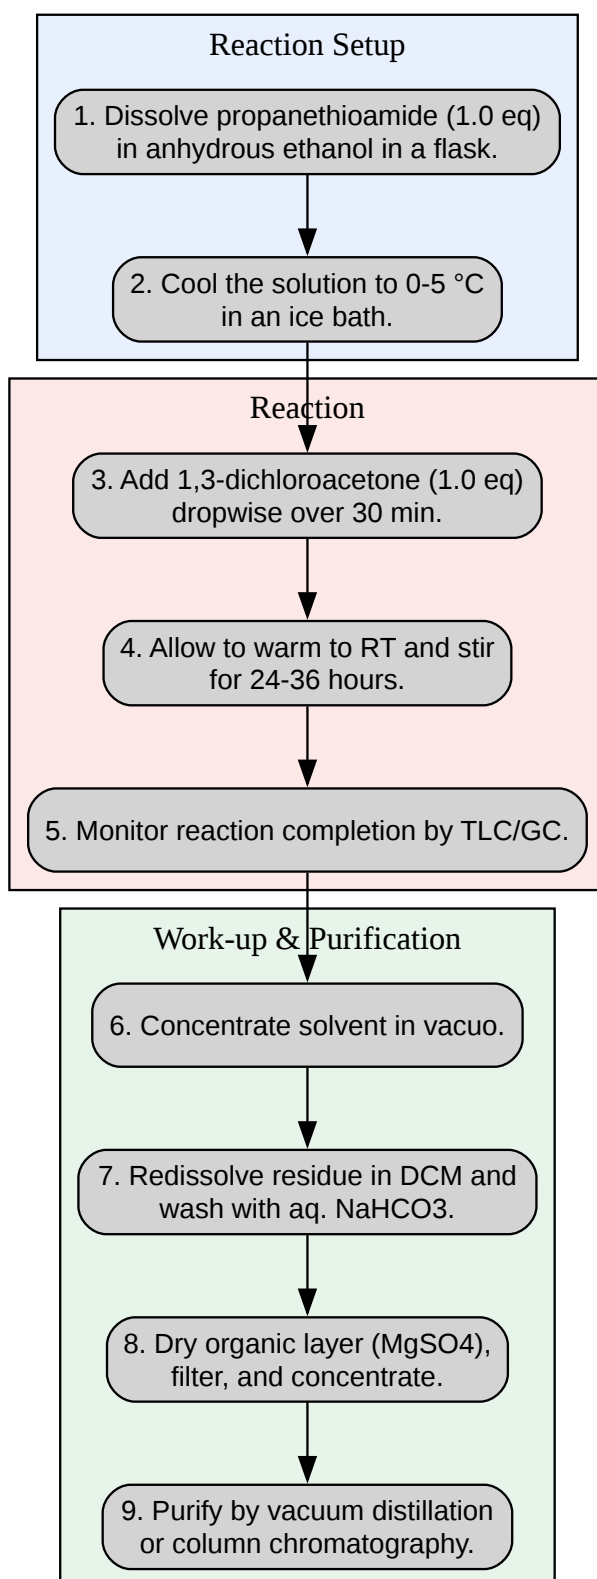 Reaction Setup
1. Dissolve propanethioamide (1.0 eq)
in anhydrous ethanol in a flask.
2. Cool the solution to 0-5 °C
in an ice bath.
Reaction
3. Add 1,3-dichloroacetone (1.0 eq)
dropwise over 30 min.
4. Allow to warm to RT and stir
for 24-36 hours.
5. Monitor reaction completion by TLC/GC.
Work-up & Purification
6. Concentrate solvent in vacuo.
7. Redissolve residue in DCM and
wash with aq. NaHCO3.
8. Dry organic layer (MgSO4),
filter, and concentrate.
9. Purify by vacuum distillation
or column chromatography.